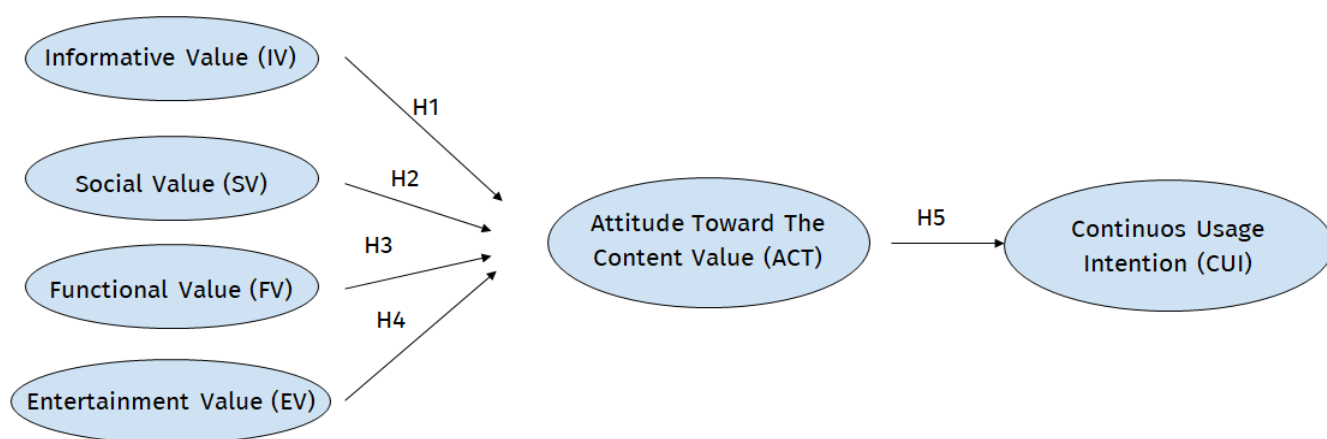 Informative Value (IV)
H1
Social Value (SV)
H2
Attitude Toward The
Content Value (ACT)
H5
Continuos Usage
Intention (CUI)
H3
Functional Value (FV)
H4
Entertainment Value (EV)